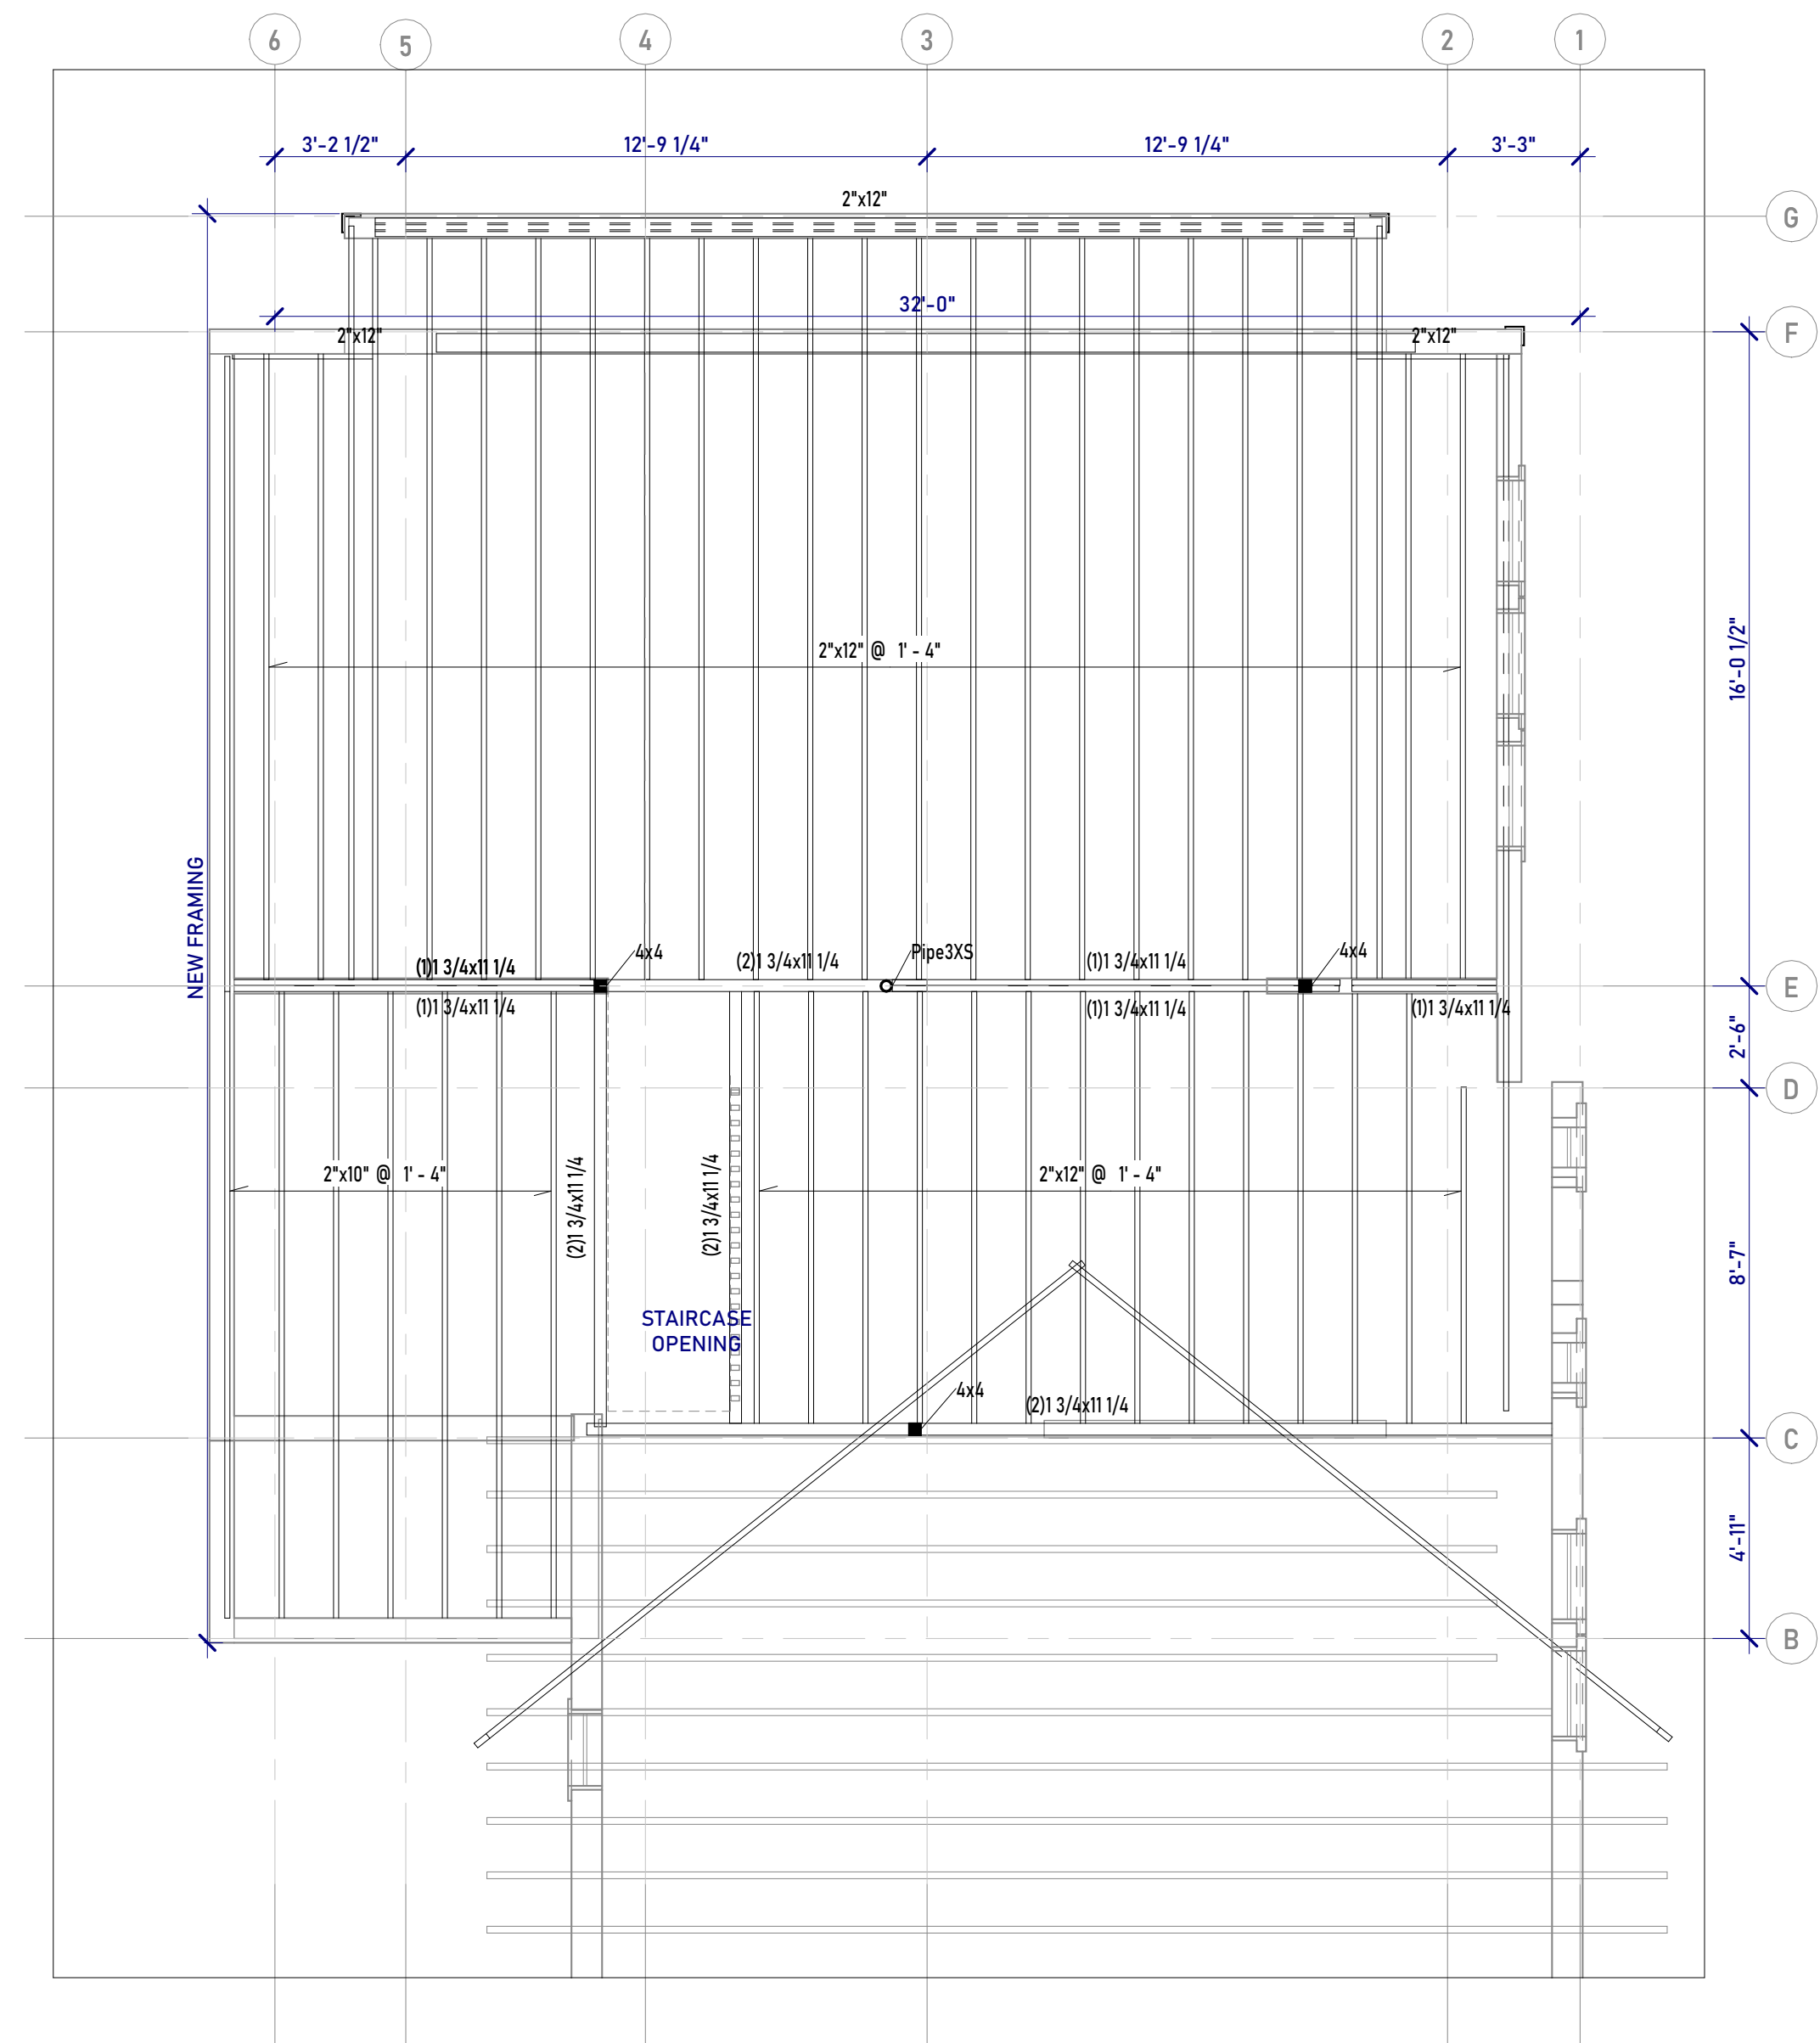 6 5 4 3 2 1
3'-2 1/2" 12'-9 1/4" 12'-9 1/4" 3'-3"
2"x12"
G
32'-0"
2"x12" 2"x12"
F
2"x12" @ 1' - 4"
16'-0 1/2"
NEW FRAMING
4x4 Pipe3XS 4x4
(1)1 3/4x11 1/4 (2)1 3/4x11 1/4 (1)1 3/4x11 1/4
E
(1)1 3/4x11 1/4 (1)1 3/4x11 1/4 (1)1 3/4x11 1/4
2'-6"
D
2"x10" @ 1' - 4" 2"x12" @ 1' - 4"
(2)1 3/4x11 1/4 (2)1 3/4x11 1/4
8'-7"
STAIRCASE
OPENING
4x4
(2)1 3/4x11 1/4
C
4'-11"
B